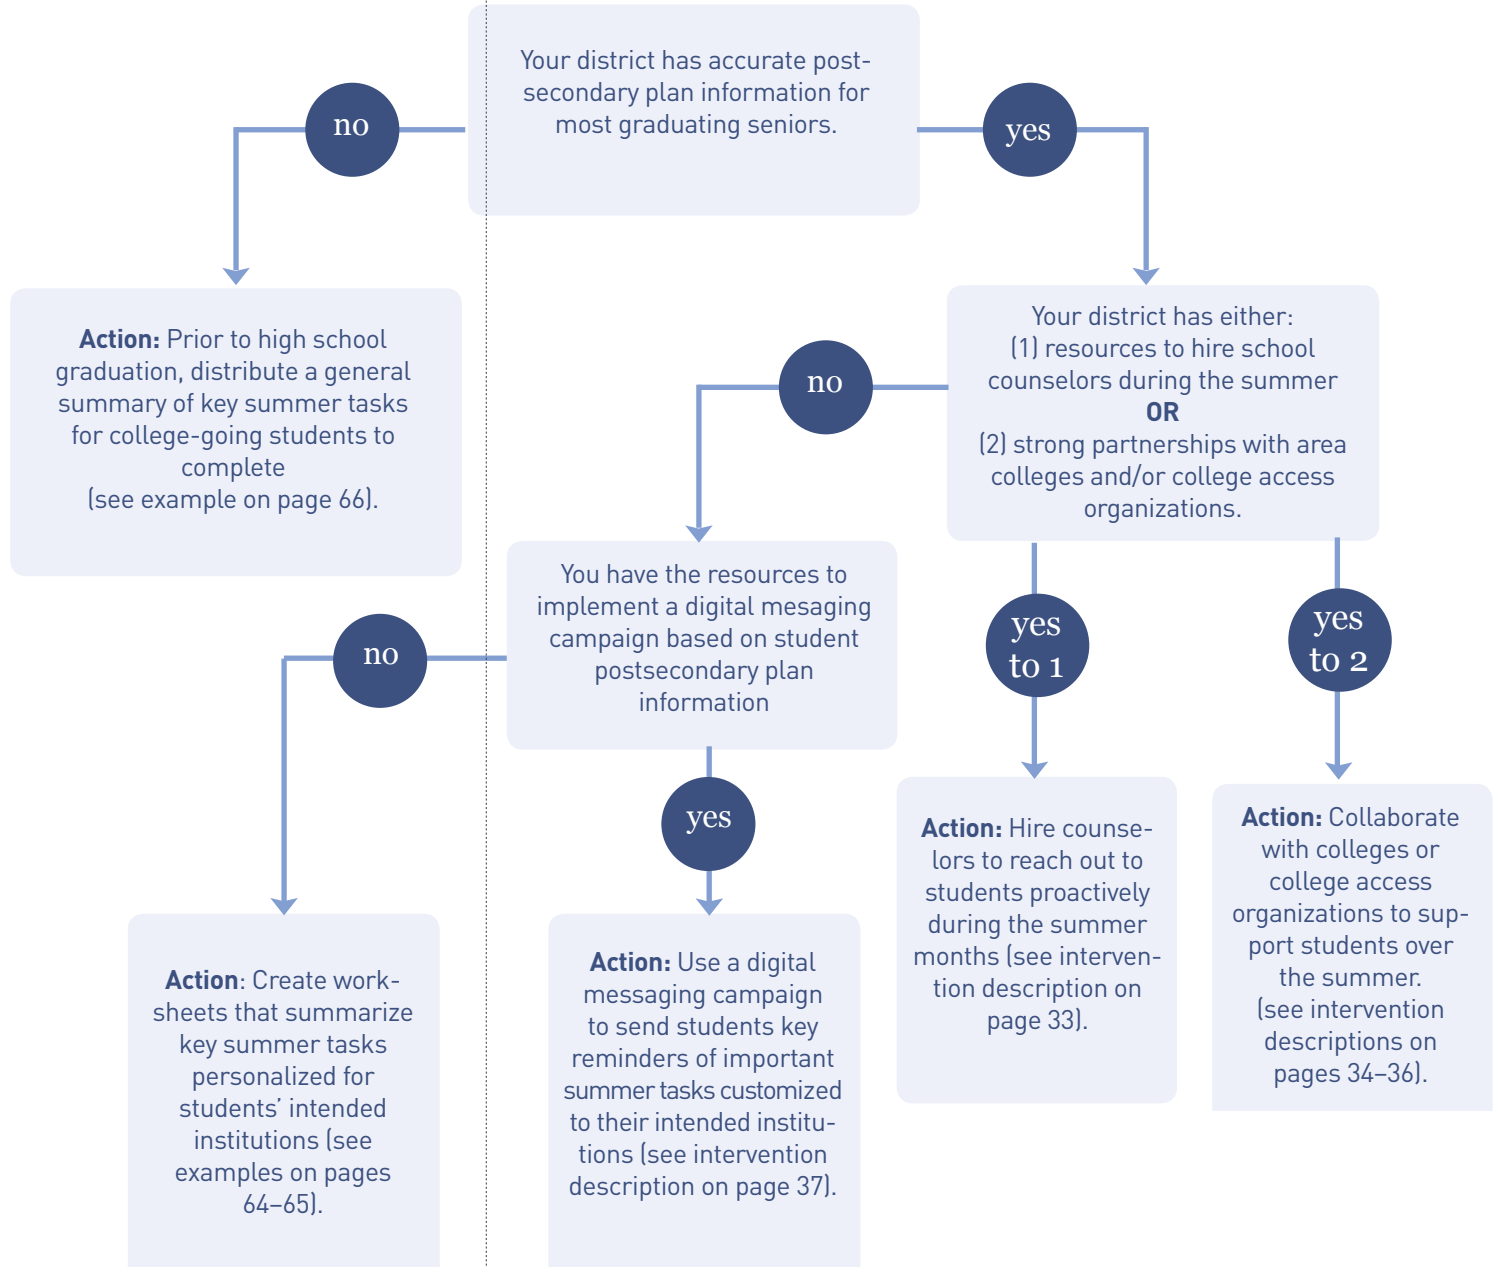 Your district has accurate post-
secondary plan information for
most graduating seniors.
no
yes
Action: Prior to high school
graduation, distribute a general
summary of key summer tasks
for college-going students to
complete
(see example on page 66).
Your district has either:
(1) resources to hire school
counselors during the summer
OR
(2) strong partnerships with area
colleges and/or college access
organizations.
no
You have the resources to
implement a digital mesaging
campaign based on student
postsecondary plan
information
no
yes
yes
to 1
yes
to 2
Action: Create work-
sheets that summarize
key summer tasks
personalized for
students’ intended
institutions (see
examples on pages
64–65).
Action: Use a digital
messaging campaign
to send students key
reminders of important
summer tasks customized
to their intended institu-
tions (see intervention
description on page 37).
Action: Hire counse-
lors to reach out to
students proactively
during the summer
months (see interven-
tion description on
page 33).
Action: Collaborate
with colleges or
college access
organizations to sup-
port students over
the summer.
(see intervention
descriptions on
pages 34–36).